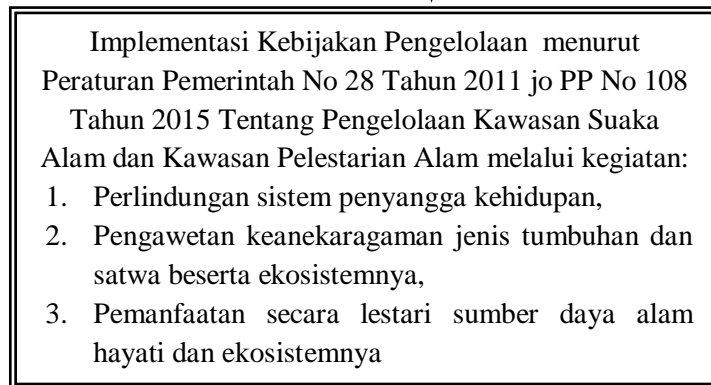 Implementasi Kebijakan Pengelolaan menurut
Peraturan Pemerintah No 28 Tahun 2011 jo PP No 108
Tahun 2015 Tentang Pengelolaan Kawasan Suaka
Alam dan Kawasan Pelestarian Alam melalui kegiatan:
1. Perlindungan sistem penyangga kehidupan,
2. Pengawetan keanekaragaman jenis tumbuhan dan
satwa beserta ekosistemnya,
3. Pemanfaatan secara lestari sumber daya alam
hayati dan ekosistemnya